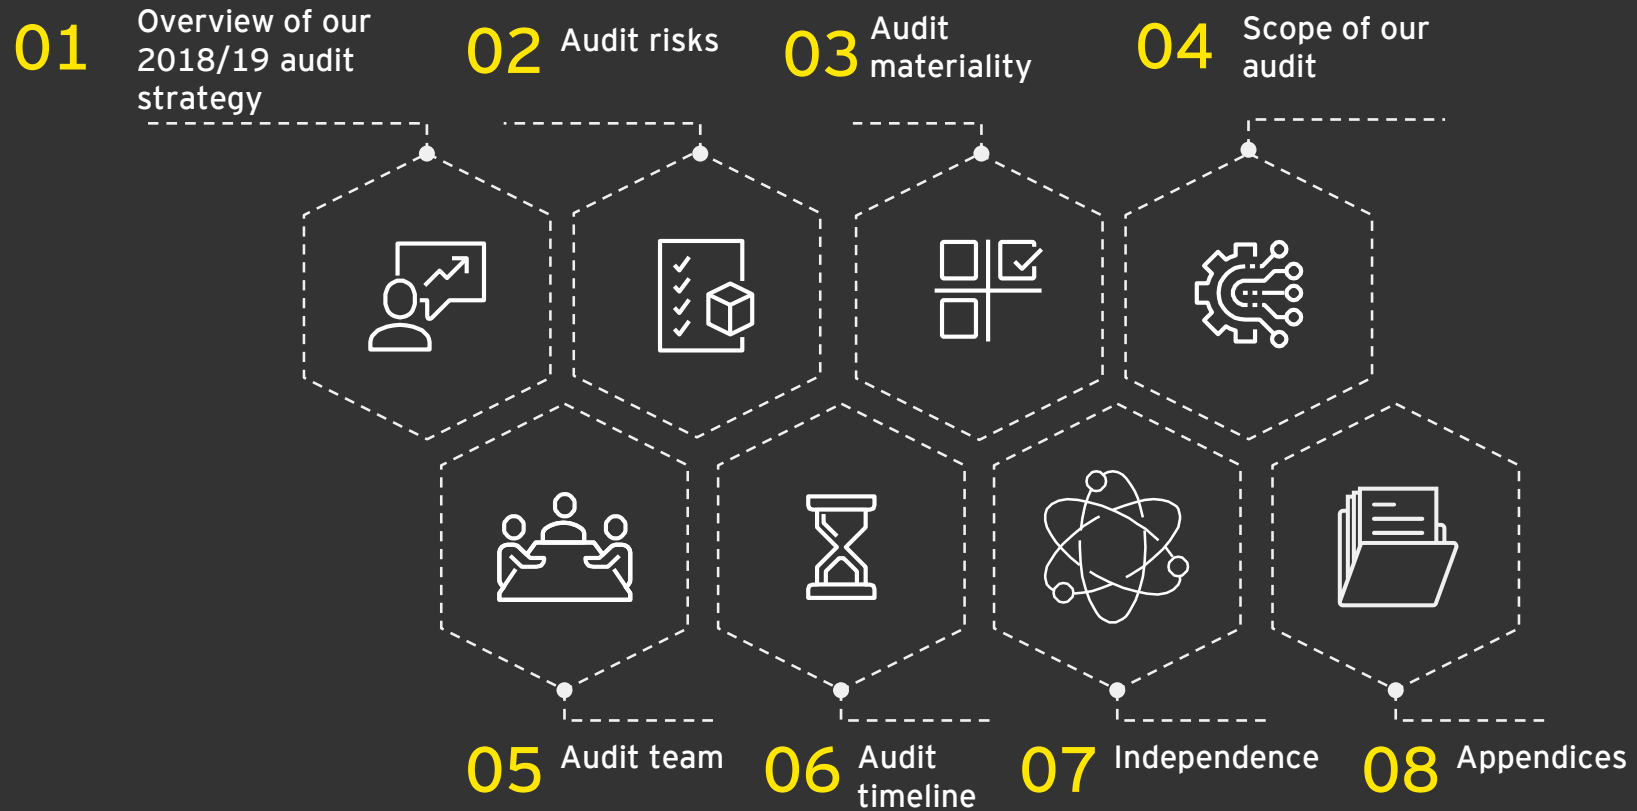 01
Overview of our
2018/19 audit
strategy
02
Audit risks
03
Audit
materiality
04
Scope of our
audit
05
Audit team
06
Audit
timeline
07
Independence
08
Appendices